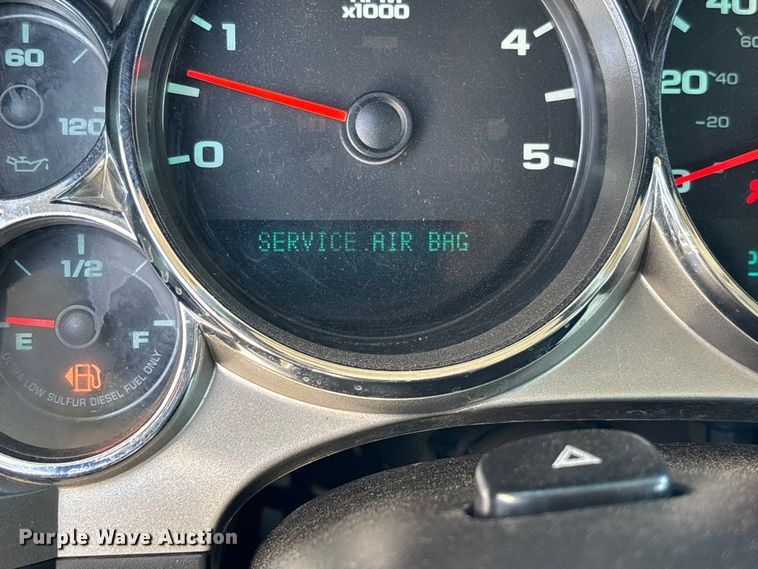 RPM
x1000
1
0
4
5
60
120
1/2
E
F
LOW SULFUR DIESEL FUEL ONLY
40
60
20
40
20
SERVICE AIR BAG
Purple Wave Auction